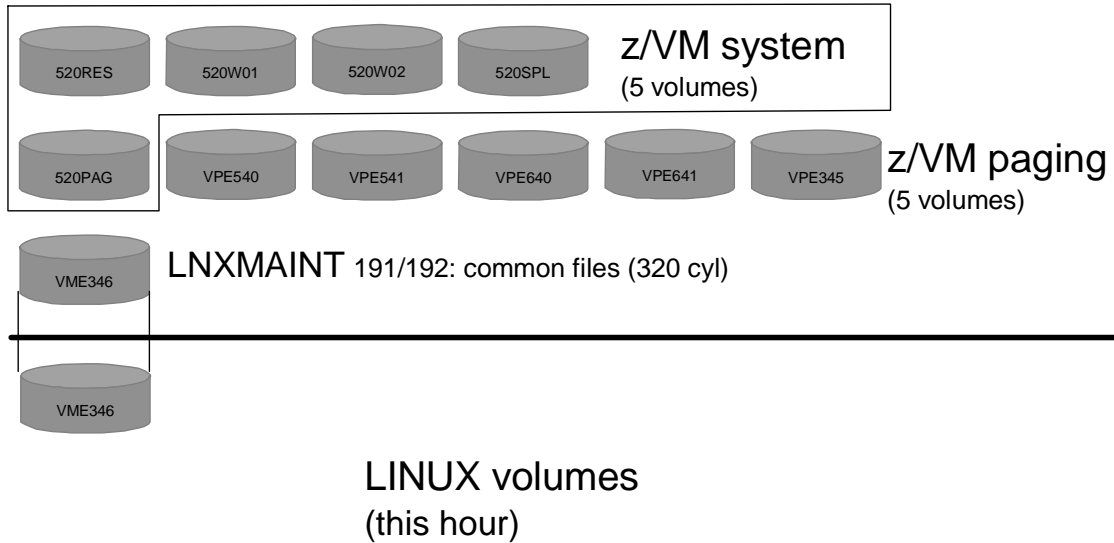 520RES
520W01
520W02
520SPL
z/VM system
(5 volumes)
520PAG
VPE540
VPE541
VPE640
VPE641
VPE345
z/VM paging
(5 volumes)
VME346
LNXMAINT 191/192: common files (320 cyl)
VME346
LINUX volumes
(this hour)